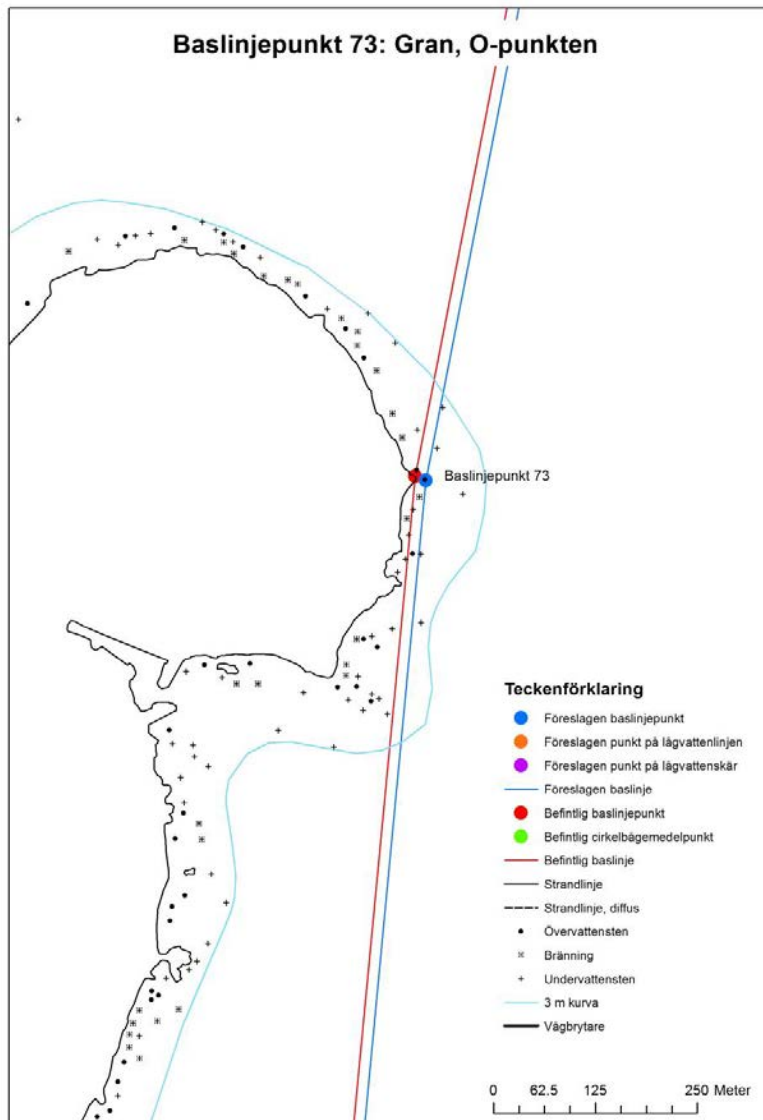 Baslinjepunkt 73: Gran, O-punkten
Baslinjepunkt 73
Teckenförklaring
Föreslagen baslinjepunkt
Föreslagen punkt på lågvattenlinjen
Föreslagen punkt på lågvattenskär
Föreslagen baslinje
Befintlig baslinjepunkt
Befintlig cirkelbågemedelpunkt
Befintlig baslinje
Strandlinje
Strandlinje, diffus
Övervattensten
Bränning
Undervattensten
3 m kurva
Vågbrytare
0 62.5 125 250 Meter